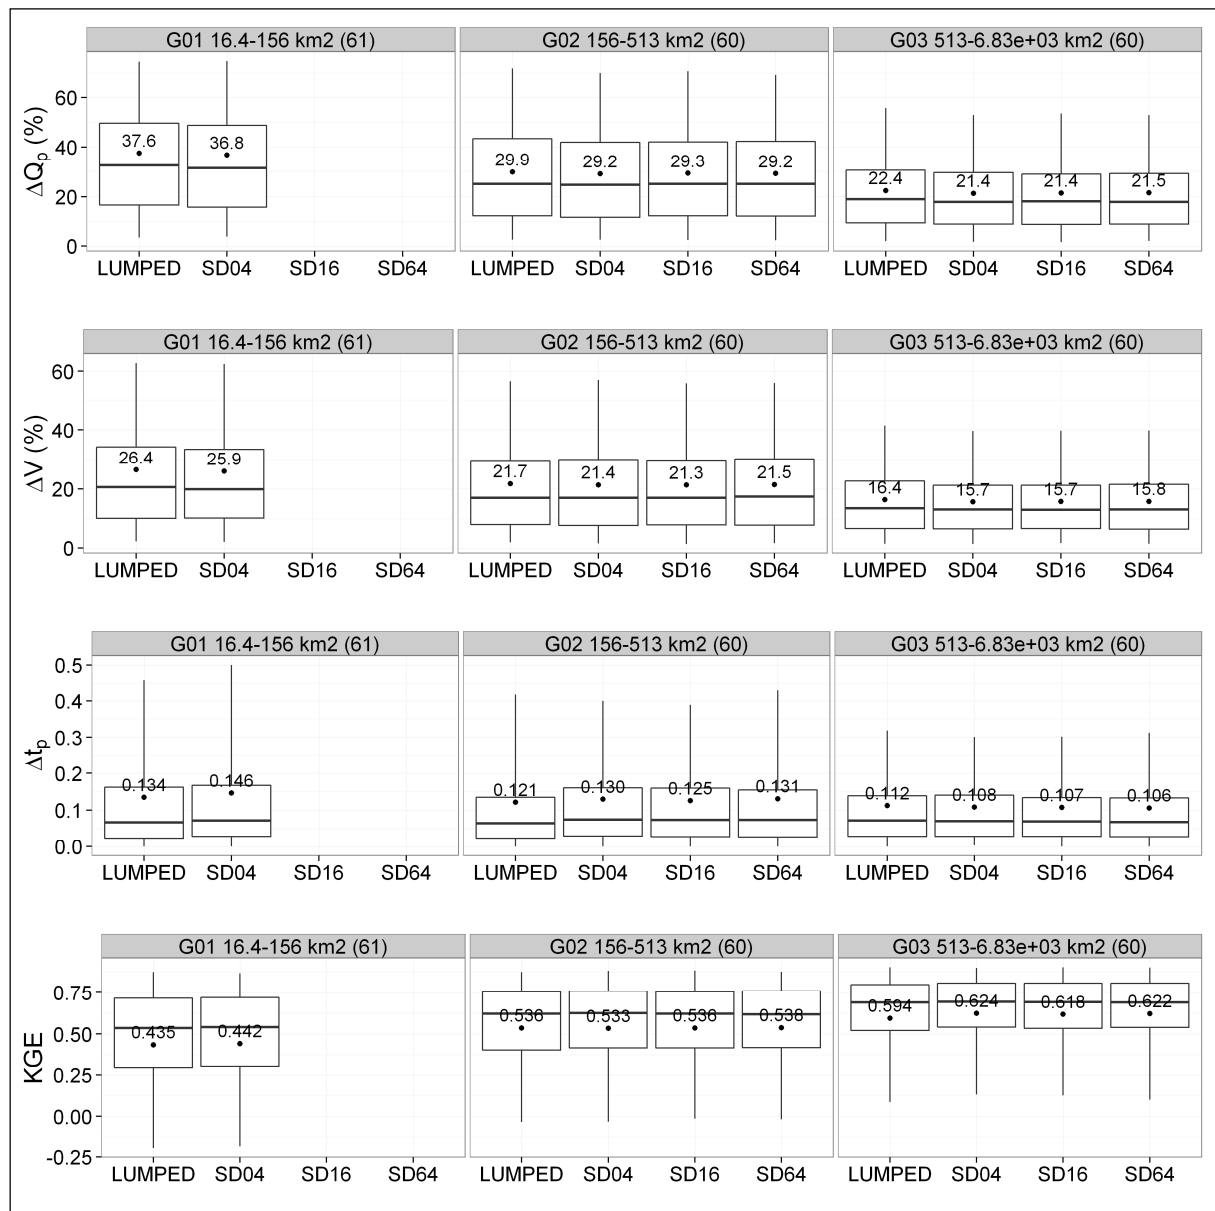 G01 16.4-156 km2 (61) G02 156-513 km2 (60) G03 513-6.83e+03 km2 (60)
ΔQp (%)
60
40
20
0
37.6 36.8 29.9 29.2 29.3 29.2 22.4 21.4 21.4 21.5
LUMPED SD04 SD16 SD64 LUMPED SD04 SD16 SD64 LUMPED SD04 SD16 SD64
G01 16.4-156 km2 (61) G02 156-513 km2 (60) G03 513-6.83e+03 km2 (60)
ΔV (%)
60
40
20
0
26.4 25.9 21.7 21.4 21.3 21.5 16.4 15.7 15.7 15.8
LUMPED SD04 SD16 SD64 LUMPED SD04 SD16 SD64 LUMPED SD04 SD16 SD64
G01 16.4-156 km2 (61) G02 156-513 km2 (60) G03 513-6.83e+03 km2 (60)
Δtp
0.5
0.4
0.3
0.2
0.1
0.0
0.134 0.146 0.121 0.130 0.125 0.131 0.112 0.108 0.107 0.106
LUMPED SD04 SD16 SD64 LUMPED SD04 SD16 SD64 LUMPED SD04 SD16 SD64
G01 16.4-156 km2 (61) G02 156-513 km2 (60) G03 513-6.83e+03 km2 (60)
KGE
0.75
0.50
0.25
0.00
-0.25
0.435 0.442 0.536 0.533 0.536 0.538 0.594 0.624 0.618 0.622
LUMPED SD04 SD16 SD64 LUMPED SD04 SD16 SD64 LUMPED SD04 SD16 SD64